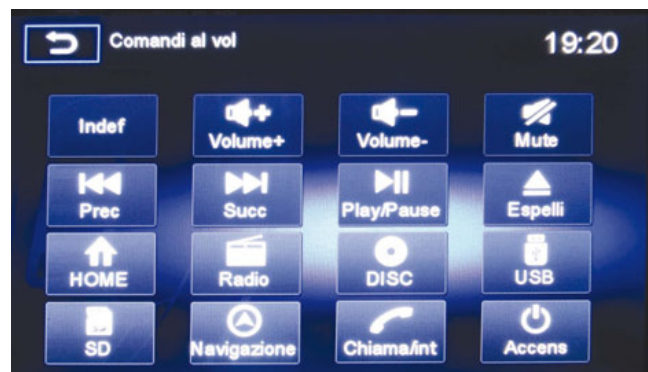 Comandi al vol
19:20
Indef
Volume+
Volume-
Mute
Prec
Succ
Play/Pause
Espelli
HOME
Radio
DISC
USB
SD
Navigazione
Chiama/int
Accens